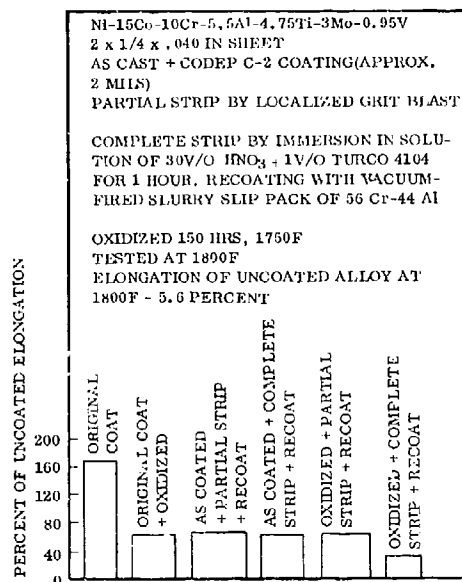 Ni-15Co-10Cr-5.5Al-4.75Ti-3Mo-0.95V
2 x 1/4 x .040 IN SHEET
AS CAST + CODEP C-2 COATING(APPROX.
2 MILS)
PARTIAL STRIP BY LOCALIZED GRIT BLAST
COMPLETE STRIP BY IMMERSION IN SOLU-
TION OF 30V/O HNO3 + 1V/O TURCO 4104
FOR 1 HOUR. RECOATING WITH VACUUM-
FIRED SLURRY SLIP PACK OF 56 Cr-44 Al
OXIDIZED 150 HRS, 1750F
TESTED AT 1800F
ELONGATION OF UNCOATED ALLOY AT
1800F - 5.6 PERCENT
PERCENT OF UNCOATED ELONGATION
200
160
120
80
40
0
ORIGINAL
COAT
ORIGINAL COAT
+ OXIDIZED
AS COATED
+ PARTIAL STRIP
+ RECOAT
AS COATED + COMPLETE
STRIP + RECOAT
OXIDIZED + PARTIAL
STRIP + RECOAT
OXIDIZED + COMPLETE
STRIP + RECOAT